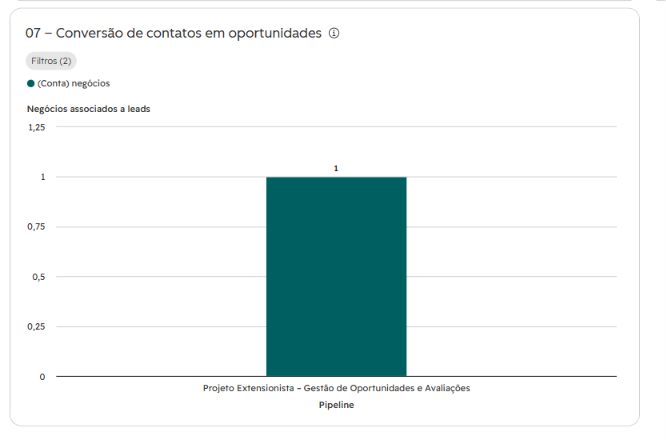 07 – Conversão de contatos em oportunidades
Filtros (2)
(Conta) negócios
Negócios associados a leads
1,25
1
1
0,75
0,5
0,25
0
Projeto Extensionista – Gestão de Oportunidades e Avaliações
Pipeline